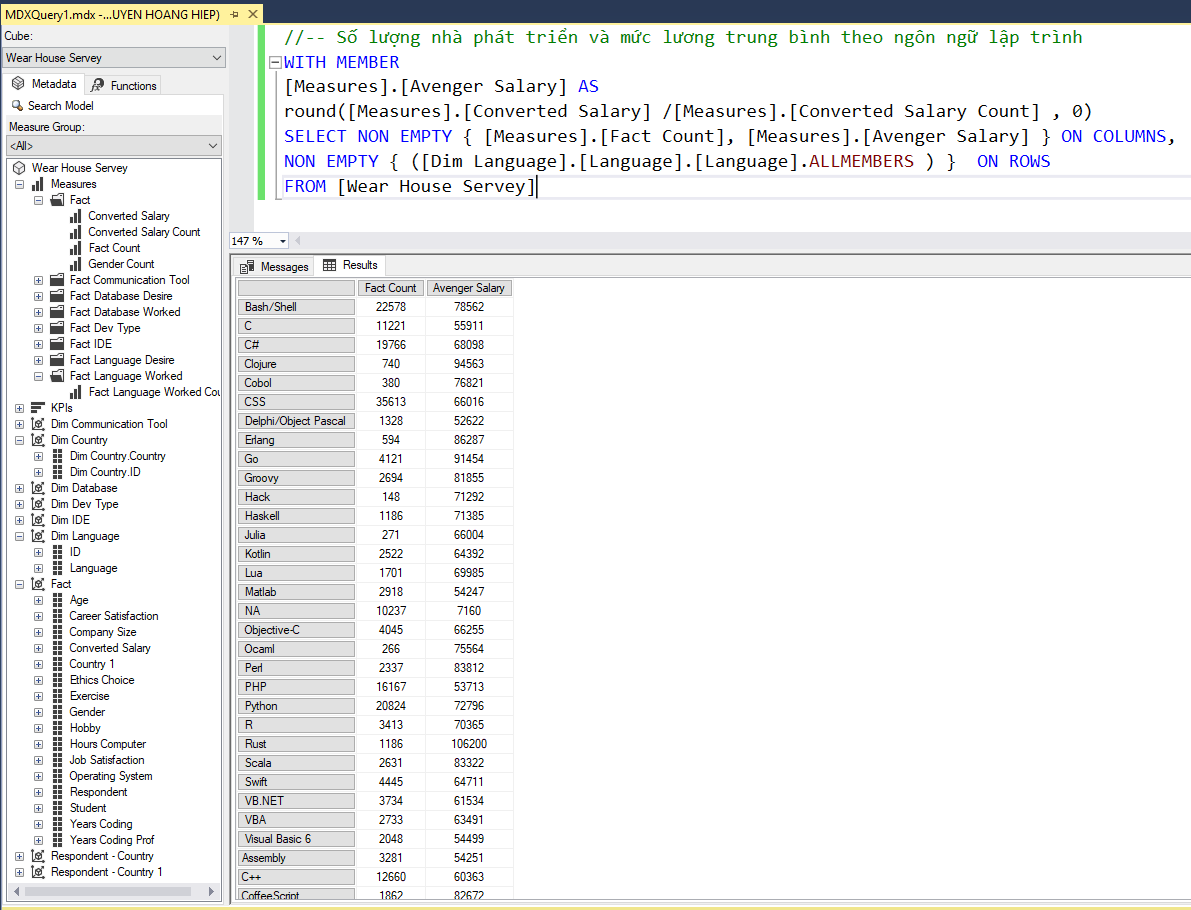 MDXQuery1.mdx -...UYEN HOANG HIEP)
Cube:
Wear House Servey
Metadata
Functions
Search Model
Measure Group:
<All>
Wear House Servey
Measures
Fact
Converted Salary
Converted Salary Count
Fact Count
Gender Count
Fact Communication Tool
Fact Database Desire
Fact Database Worked
Fact Dev Type
Fact IDE
Fact Language Desire
Fact Language Worked
Fact Language Worked Cou
KPIs
Dim Communication Tool
Dim Country
Dim Country.Country
Dim Country.ID
Dim Database
Dim Dev Type
Dim IDE
Dim Language
ID
Language
Fact
Age
Career Satisfaction
Company Size
Converted Salary
Country 1
Ethics Choice
Exercise
Gender
Hobby
Hours Computer
Job Satisfaction
Operating System
Respondent
Student
Years Coding
Years Coding Prof
Respondent - Country
Respondent - Country 1
//-- Số lượng nhà phát triển và mức lương trung bình theo ngôn ngữ lập trình
WITH MEMBER
[Measures].[Avenger Salary] AS
round([Measures].[Converted Salary] /[Measures].[Converted Salary Count] , 0)
SELECT NON EMPTY { [Measures].[Fact Count], [Measures].[Avenger Salary] } ON COLUMNS,
NON EMPTY { ([Dim Language].[Language].[Language].ALLMEMBERS ) } ON ROWS
FROM [Wear House Servey]
147 %
Messages
Results
Fact Count Avenger Salary
Bash/Shell 22578 78562
C 11221 55911
C# 19766 68098
Clojure 740 94563
Cobol 380 76821
CSS 35613 66016
Delphi/Object Pascal 1328 52622
Erlang 594 86287
Go 4121 91454
Groovy 2694 81855
Hack 148 71292
Haskell 1186 71385
Julia 271 66004
Kotlin 2522 64392
Lua 1701 69985
Matlab 2918 54247
NA 10237 7160
Objective-C 4045 66255
Ocaml 266 75564
Perl 2337 83812
PHP 16167 53713
Python 20824 72796
R 3413 70365
Rust 1186 106200
Scala 2631 83322
Swift 4445 64711
VB.NET 3734 61534
VBA 2733 63491
Visual Basic 6 2048 54499
Assembly 3281 54251
C++ 12660 60363
CoffeeScript 1862 82672